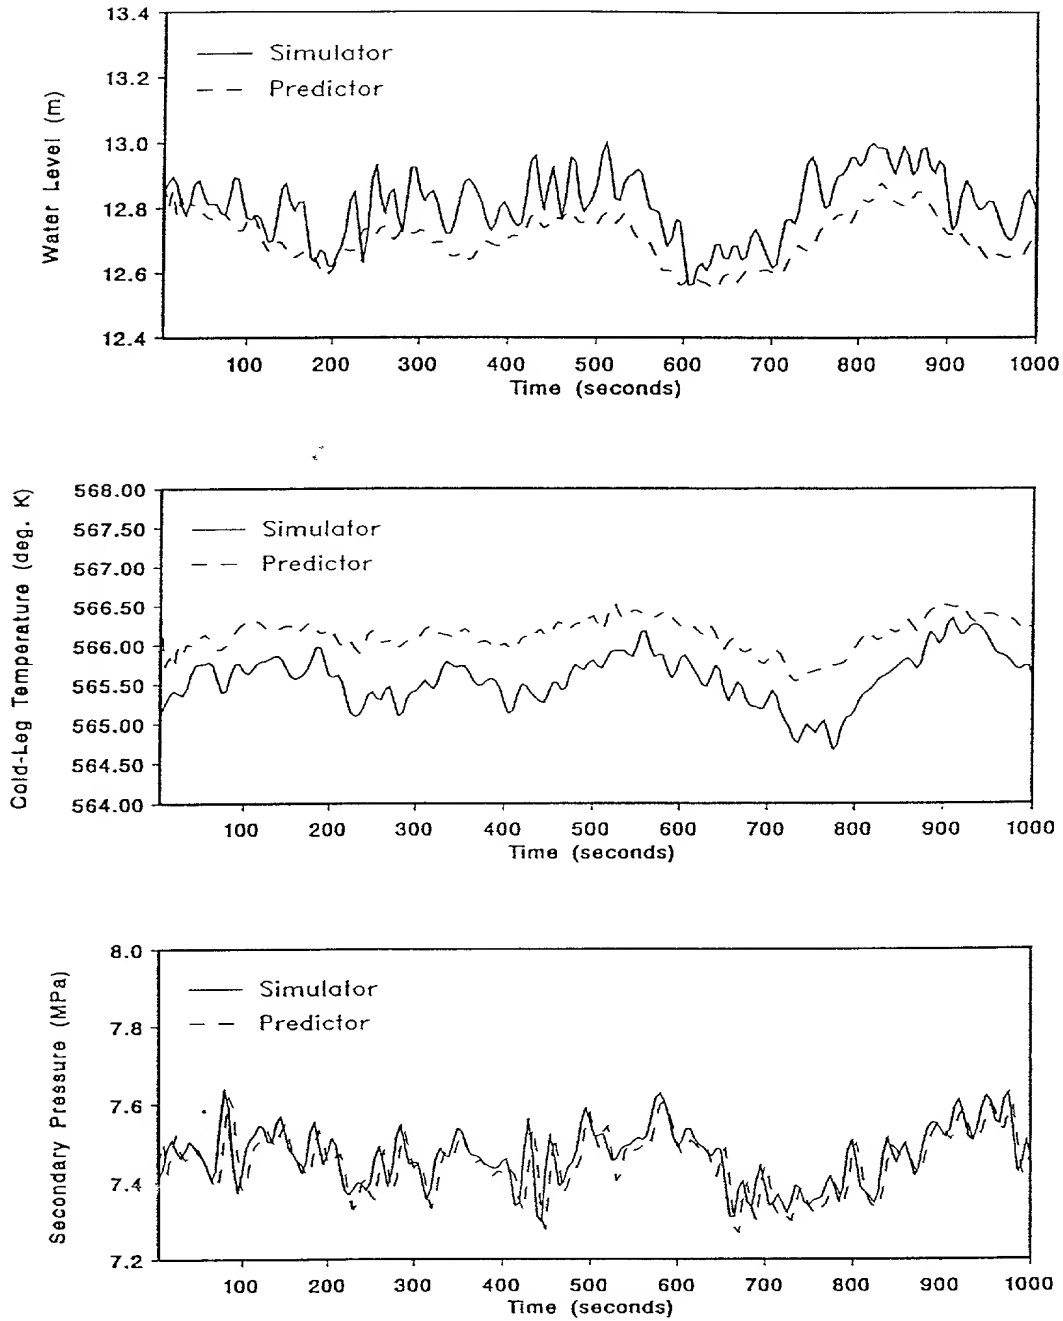 13.4
Simulator
13.2
Predictor
Water Level (m)
13.0
12.8
12.6
12.4
100 200 300 400 500 600 700 800 900 1000
Time (seconds)
568.00
567.50
Simulator
567.00
Predictor
566.50
Cold-Leg Temperature (deg. K)
566.00
565.50
565.00
564.50
564.00
100 200 300 400 500 600 700 800 900 1000
Time (seconds)
8.0
Simulator
Predictor
7.8
Secondary Pressure (MPa)
7.6
7.4
7.2
100 200 300 400 500 600 700 800 900 1000
Time (seconds)